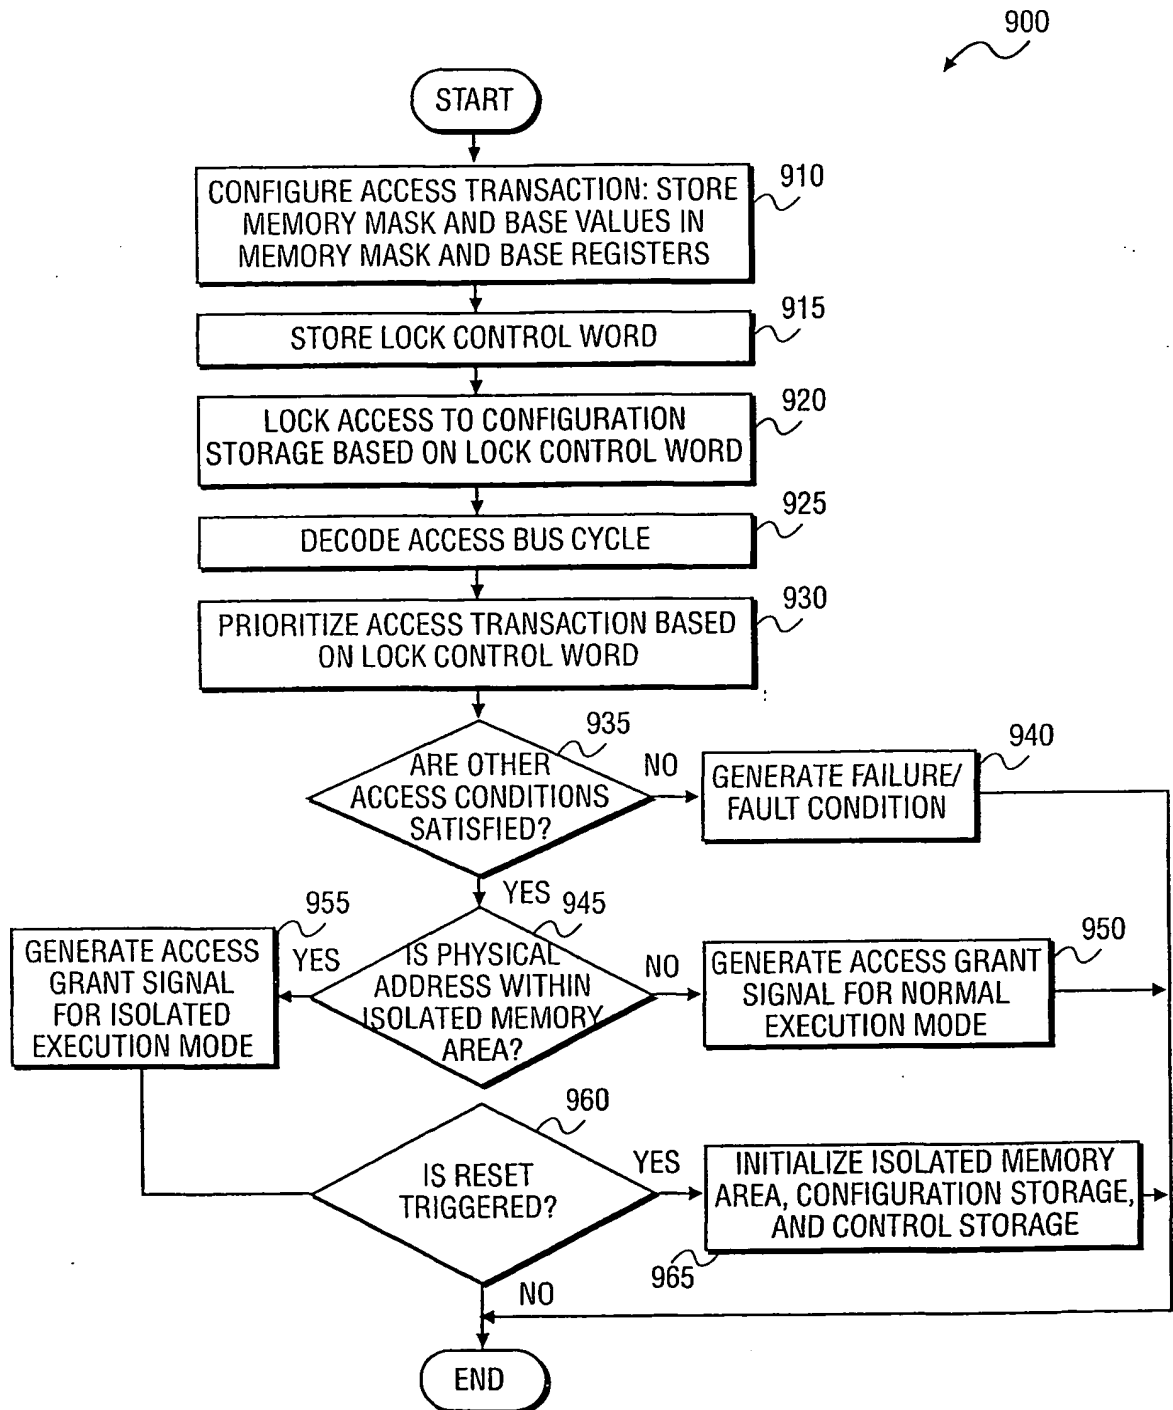 900
START
CONFIGURE ACCESS TRANSACTION: STORE
MEMORY MASK AND BASE VALUES IN
MEMORY MASK AND BASE REGISTERS
910
STORE LOCK CONTROL WORD
915
LOCK ACCESS TO CONFIGURATION
STORAGE BASED ON LOCK CONTROL WORD
920
DECODE ACCESS BUS CYCLE
925
PRIORITIZE ACCESS TRANSACTION BASED
ON LOCK CONTROL WORD
930
ARE OTHER
ACCESS CONDITIONS
SATISFIED?
935
NO
GENERATE FAILURE/
FAULT CONDITION
940
YES
IS PHYSICAL
ADDRESS WITHIN
ISOLATED MEMORY
AREA?
945
YES
GENERATE ACCESS
GRANT SIGNAL
FOR ISOLATED
EXECUTION MODE
955
NO
GENERATE ACCESS GRANT
SIGNAL FOR NORMAL
EXECUTION MODE
950
IS RESET
TRIGGERED?
960
YES
INITIALIZE ISOLATED MEMORY
AREA, CONFIGURATION STORAGE,
AND CONTROL STORAGE
965
NO
END